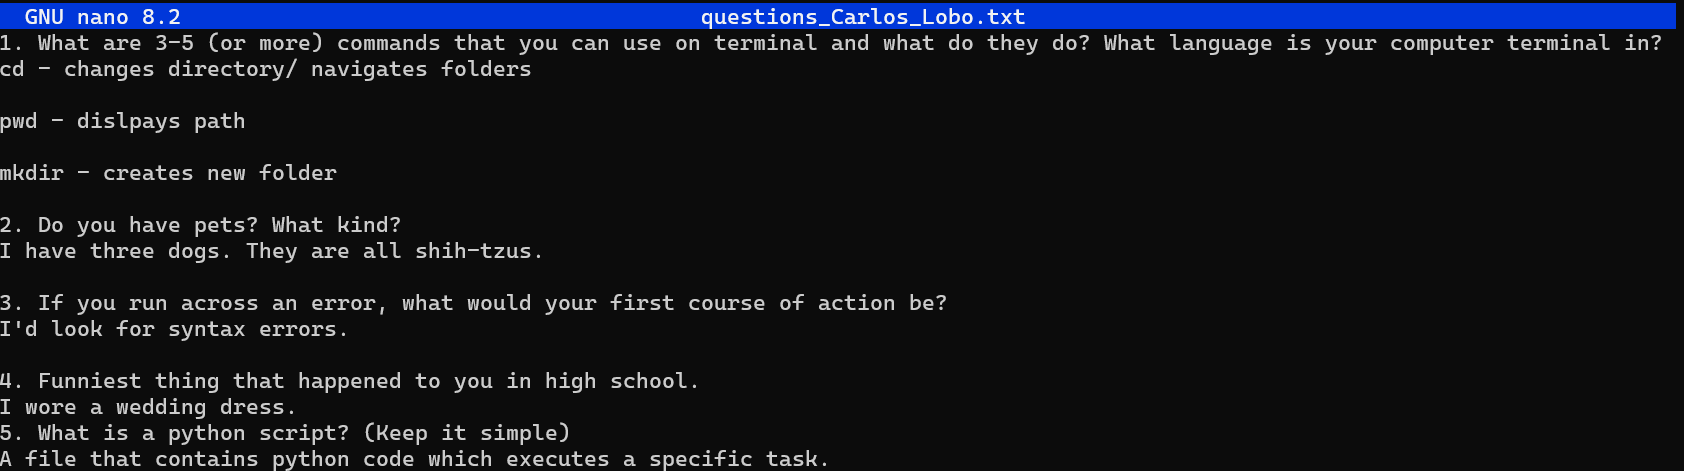 GNU nano 8.2 questions_Carlos_Lobo.txt
1. What are 3-5 (or more) commands that you can use on terminal and what do they do? What language is your computer terminal in?
cd - changes directory/ navigates folders
pwd - dislpays path
mkdir - creates new folder
2. Do you have pets? What kind?
I have three dogs. They are all shih-tzus.
3. If you run across an error, what would your first course of action be?
I'd look for syntax errors.
4. Funniest thing that happened to you in high school.
I wore a wedding dress.
5. What is a python script? (Keep it simple)
A file that contains python code which executes a specific task.